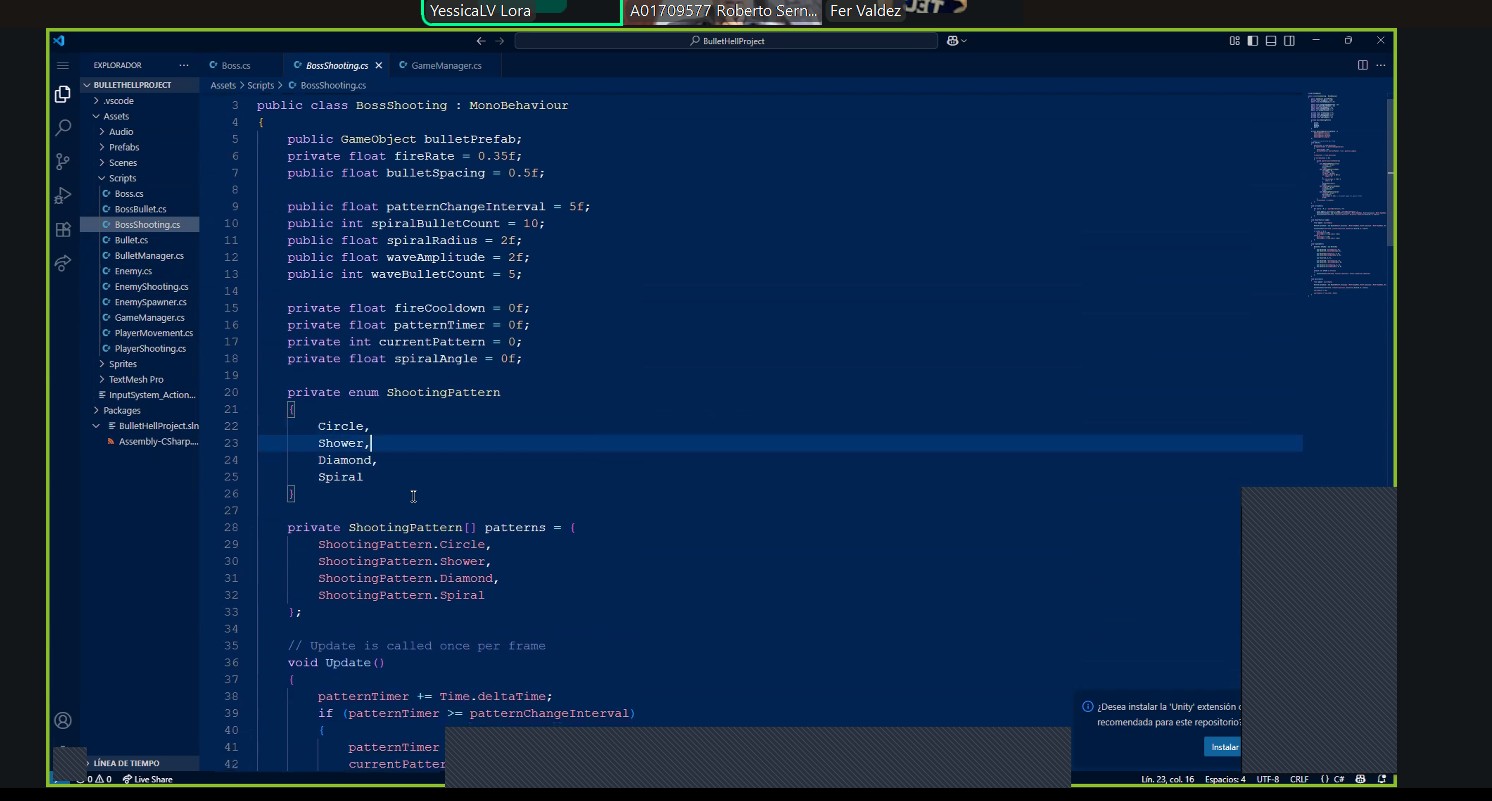 YessicaLV Lora
A01709577 Roberto Sern...
Fer Valdez
BulletHellProject
EXPLORADOR
Boss.cs
BossShooting.cs
GameManager.cs
BULLETHELLPROJECT
Assets > Scripts > BossShooting.cs
.vscode
Assets
Audio
Prefabs
Scenes
Scripts
Boss.cs
BossBullet.cs
BossShooting.cs
Bullet.cs
BulletManager.cs
Enemy.cs
EnemyShooting.cs
EnemySpawner.cs
GameManager.cs
PlayerMovement.cs
PlayerShooting.cs
Sprites
TextMesh Pro
InputSystem_Action...
Packages
BulletHellProject.sln
Assembly-CSharp....
LÍNEA DE TIEMPO
3 public class BossShooting : MonoBehaviour
4 {
5 public GameObject bulletPrefab;
6 private float fireRate = 0.35f;
7 public float bulletSpacing = 0.5f;
8
9 public float patternChangeInterval = 5f;
10 public int spiralBulletCount = 10;
11 public float spiralRadius = 2f;
12 public float waveAmplitude = 2f;
13 public int waveBulletCount = 5;
14
15 private float fireCooldown = 0f;
16 private float patternTimer = 0f;
17 private int currentPattern = 0;
18 private float spiralAngle = 0f;
19
20 private enum ShootingPattern
21 {
22 Circle,
23 Shower,
24 Diamond,
25 Spiral
26 }
27
28 private ShootingPattern[] patterns = {
29 ShootingPattern.Circle,
30 ShootingPattern.Shower,
31 ShootingPattern.Diamond,
32 ShootingPattern.Spiral
33 };
34
35 // Update is called once per frame
36 void Update()
37 {
38 patternTimer += Time.deltaTime;
39 if (patternTimer >= patternChangeInterval)
40 {
41 patternTimer
42 currentPatter
¿Desea instalar la 'Unity' extensión
recomendada para este repositorio?
Instalar
0 0 Live Share
Lín. 23, col. 16 Espacios: 4 UTF-8 CRLF {} C#